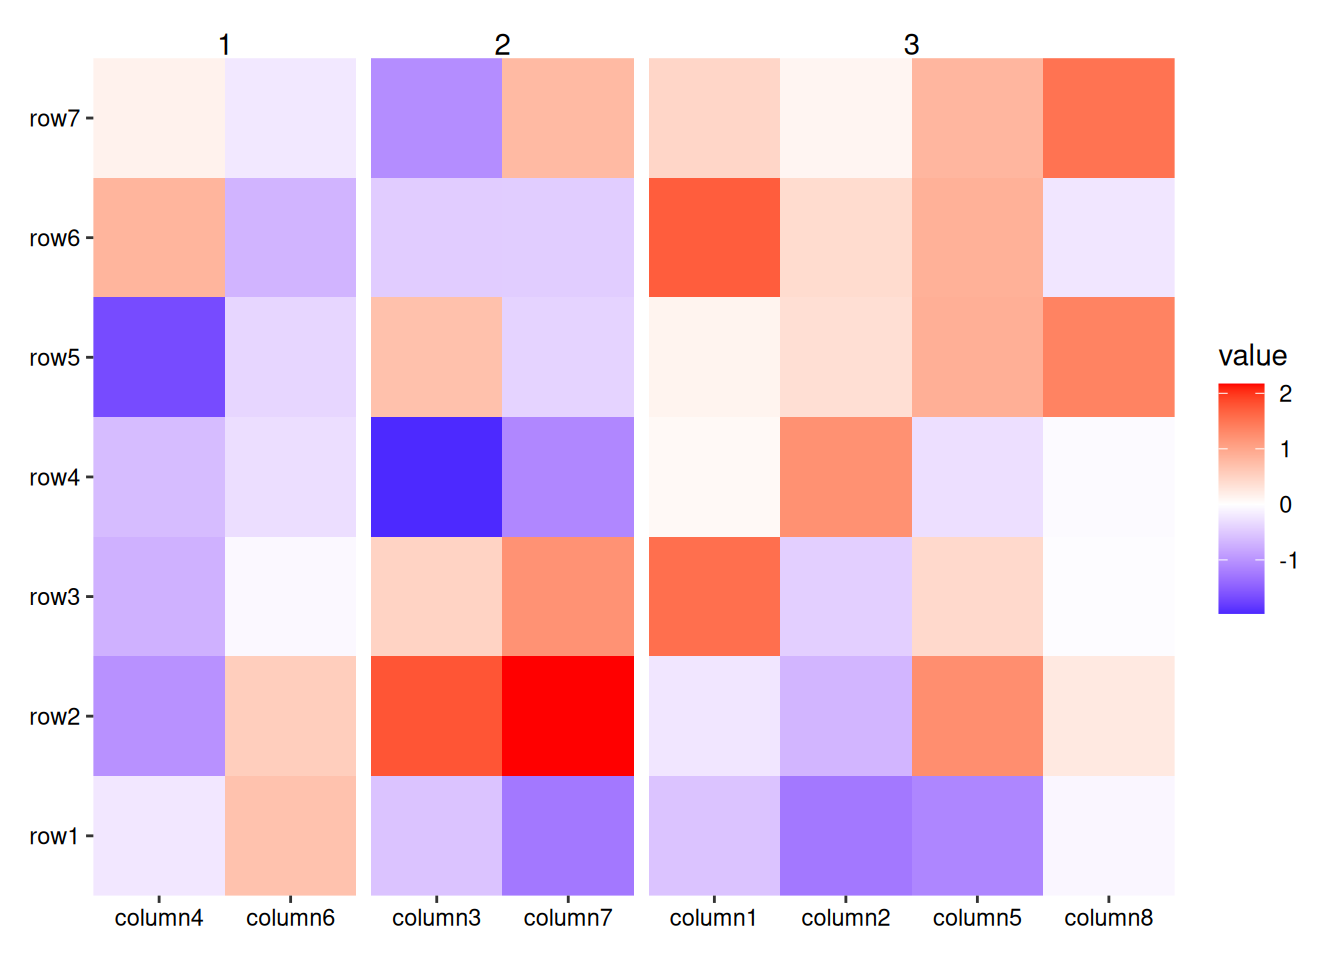 1 2 3
row7
row6
row5
row4
row3
row2
row1
column4 column6 column3 column7 column1 column2 column5 column8
value
2
1
0
-1